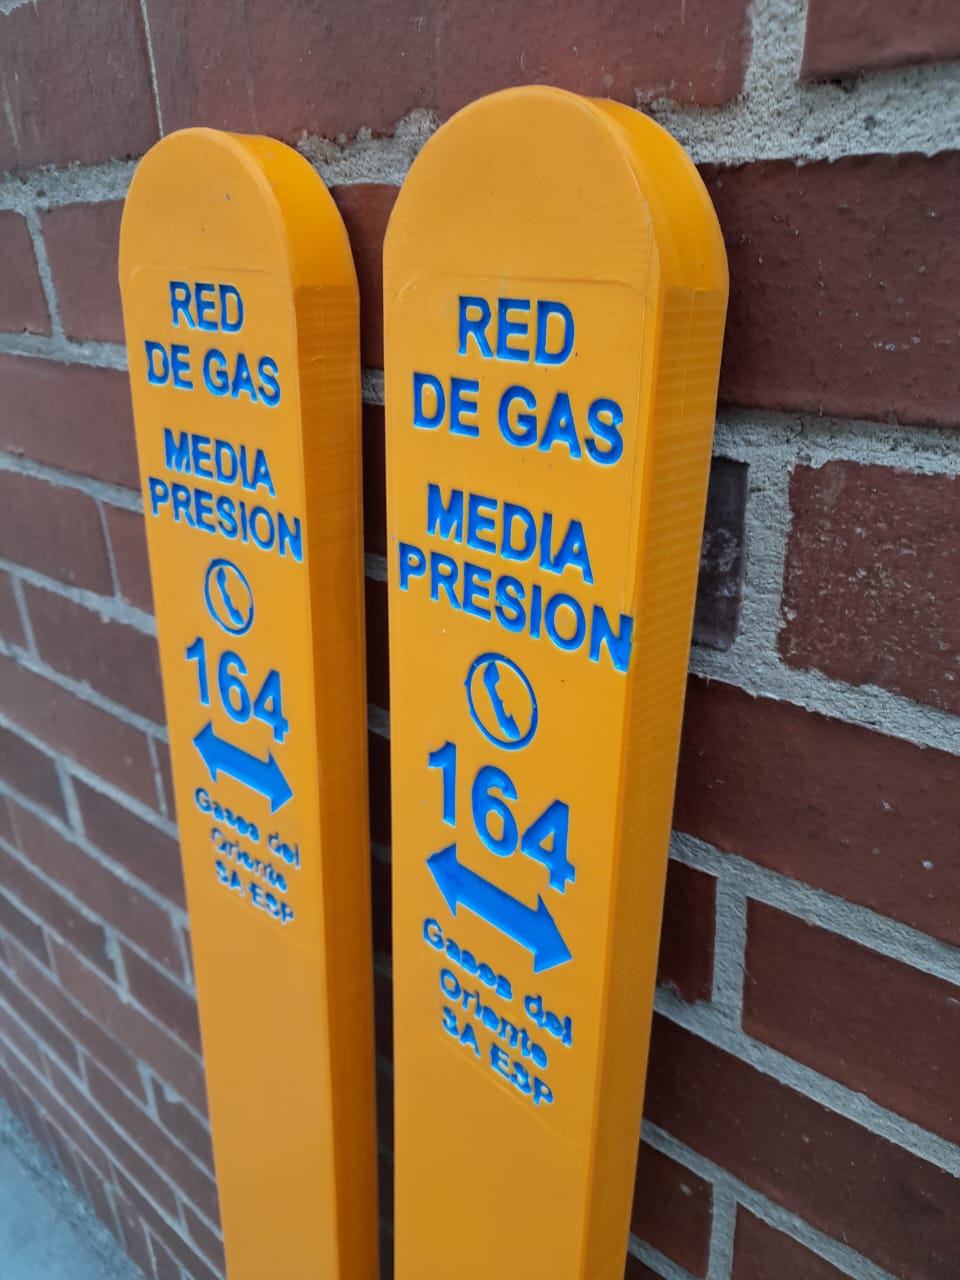 RED
DE GAS
MEDIA
PRESION
164
Gases del
Oriente
SA ESP
RED
DE GAS
MEDIA
PRESION
164
Gases del
Oriente
SA ESP